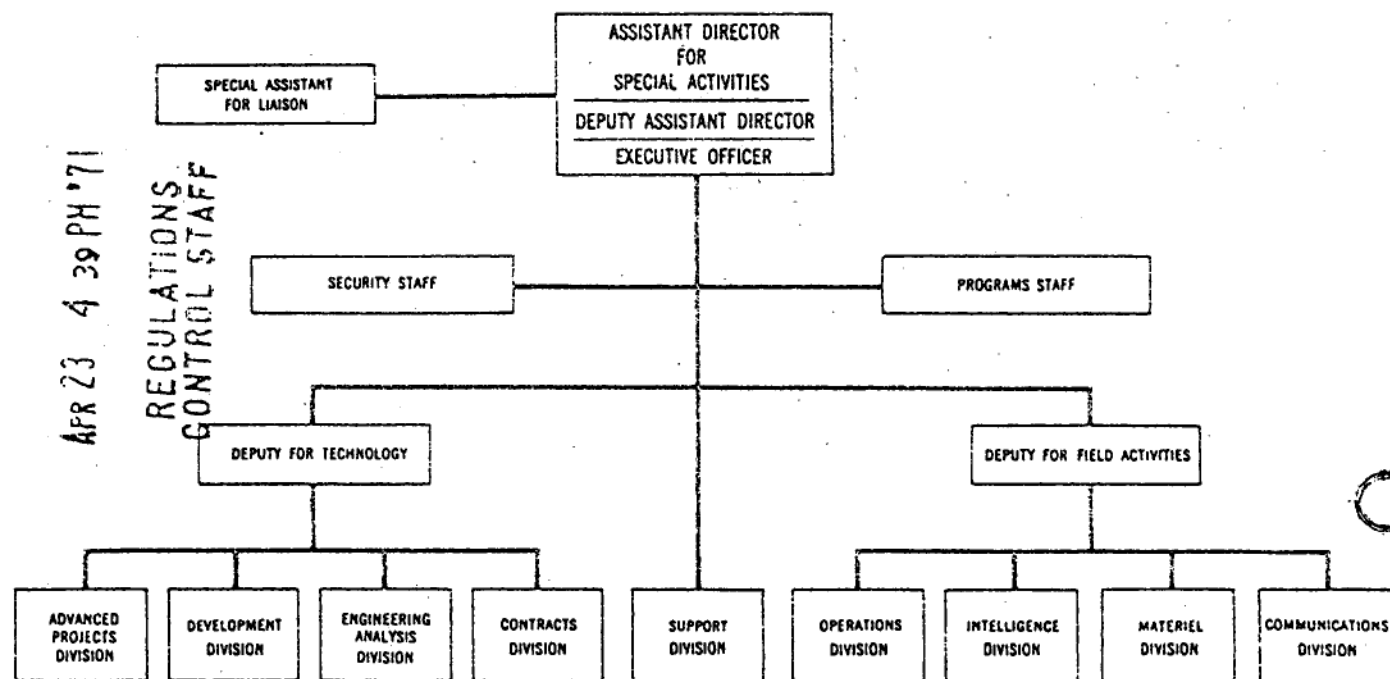 ASSISTANT DIRECTOR
FOR
SPECIAL ACTIVITIES
DEPUTY ASSISTANT DIRECTOR
EXECUTIVE OFFICER
SPECIAL ASSISTANT
FOR LIAISON
APR 23 4 39 PM '71
REGULATIONS
CONTROL STAFF
SECURITY STAFF
PROGRAMS STAFF
DEPUTY FOR TECHNOLOGY
DEPUTY FOR FIELD ACTIVITIES
ADVANCED
PROJECTS
DIVISION
DEVELOPMENT
DIVISION
ENGINEERING
ANALYSIS
DIVISION
CONTRACTS
DIVISION
SUPPORT
DIVISION
OPERATIONS
DIVISION
INTELLIGENCE
DIVISION
MATERIEL
DIVISION
COMMUNICATIONS
DIVISION